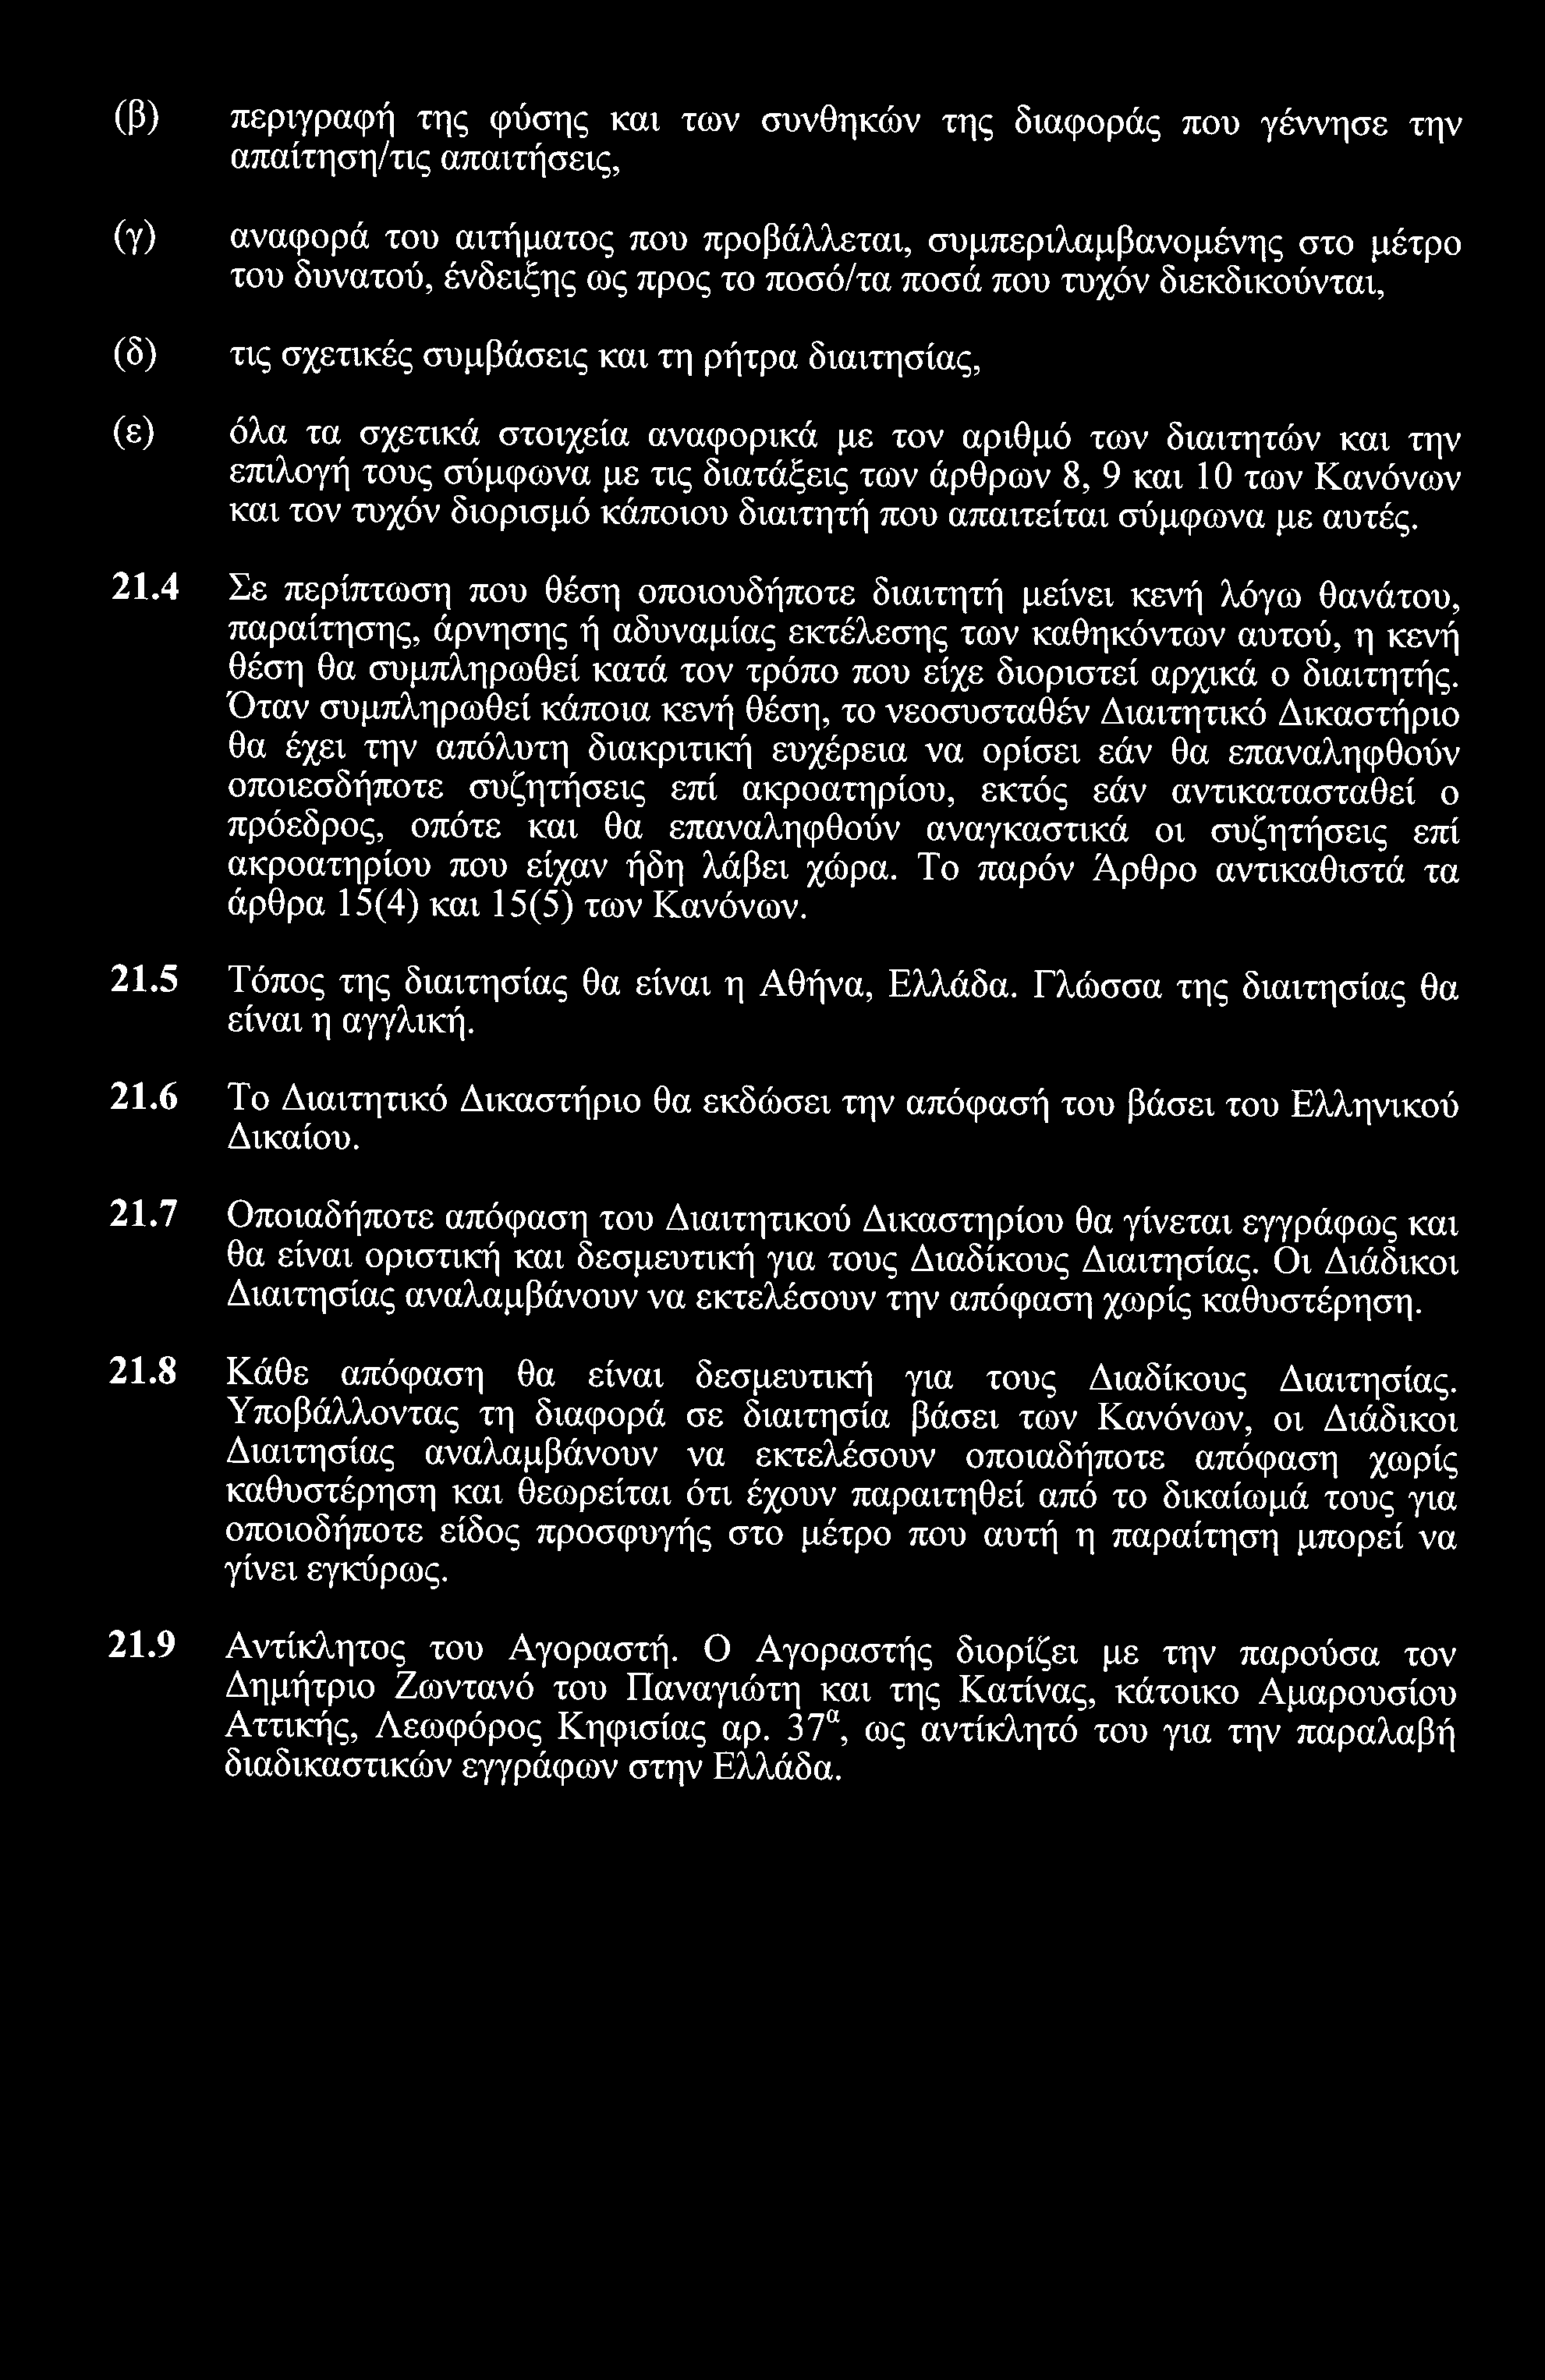 (β) περιγραφή της φύσης και των συνθηκών της διαφοράς που γέννησε την
απαίτηση/τις απαιτήσεις,
(γ) αναφορά του αιτήματος που προβάλλεται, συμπεριλαμβανομένης στο μέτρο
του δυνατού, ένδειξης ως προς το ποσό/τα ποσά που τυχόν διεκδικούνται,
(δ) τις σχετικές συμβάσεις και τη ρήτρα διαιτησίας,
(ε) όλα τα σχετικά στοιχεία αναφορικά με τον αριθμό των διαιτητών και την
επιλογή τους σύμφωνα με τις διατάξεις των άρθρων 8, 9 και 10 των Κανόνων
και τον τυχόν διορισμό κάποιου διαιτητή που απαιτείται σύμφωνα με αυτές.
21.4 Σε περίπτωση που θέση οποιουδήποτε διαιτητή μείνει κενή λόγω θανάτου,
παραίτησης, άρνησης ή αδυναμίας εκτέλεσης των καθηκόντων αυτού, η κενή
θέση θα συμπληρωθεί κατά τον τρόπο που είχε διοριστεί αρχικά ο διαιτητής.
Όταν συμπληρωθεί κάποια κενή θέση, το νεοσυσταθέν Διαιτητικό Δικαστήριο
θα έχει την απόλυτη διακριτική ευχέρεια να ορίσει εάν θα επαναληφθούν
οποιεσδήποτε συζητήσεις επί ακροατηρίου, εκτός εάν αντικατασταθεί ο
πρόεδρος, οπότε και θα επαναληφθούν αναγκαστικά οι συζητήσεις επί
ακροατηρίου που είχαν ήδη λάβει χώρα. Το παρόν Άρθρο αντικαθιστά τα
άρθρα 15(4) και 15(5) των Κανόνων.
21.5 Τόπος της διαιτησίας θα είναι η Αθήνα, Ελλάδα. Γλώσσα της διαιτησίας θα
είναι η αγγλική.
21.6 Το Διαιτητικό Δικαστήριο θα εκδώσει την απόφασή του βάσει του Ελληνικού
Δικαίου.
21.7 Οποιαδήποτε απόφαση του Διαιτητικού Δικαστηρίου θα γίνεται εγγράφως και
θα είναι οριστική και δεσμευτική για τους Διαδίκους Διαιτησίας. Οι Διάδικοι
Διαιτησίας αναλαμβάνουν να εκτελέσουν την απόφαση χωρίς καθυστέρηση.
21.8 Κάθε απόφαση θα είναι δεσμευτική για τους Διαδίκους Διαιτησίας.
Υποβάλλοντας τη διαφορά σε διαιτησία βάσει των Κανόνων, οι Διάδικοι
Διαιτησίας αναλαμβάνουν να εκτελέσουν οποιαδήποτε απόφαση χωρίς
καθυστέρηση και θεωρείται ότι έχουν παραιτηθεί από το δικαίωμά τους για
οποιοδήποτε είδος προσφυγής στο μέτρο που αυτή η παραίτηση μπορεί να
γίνει εγκύρως.
21.9 Αντίκλητος του Αγοραστή. Ο Αγοραστής διορίζει με την παρούσα τον
Δημήτριο Ζωντανό του Παναγιώτη και της Κατίνας, κάτοικο Αμαρουσίου
Αττικής, Λεωφόρος Κηφισίας αρ. 37α, ως αντίκλητό του για την παραλαβή
διαδικαστικών εγγράφων στην Ελλάδα.